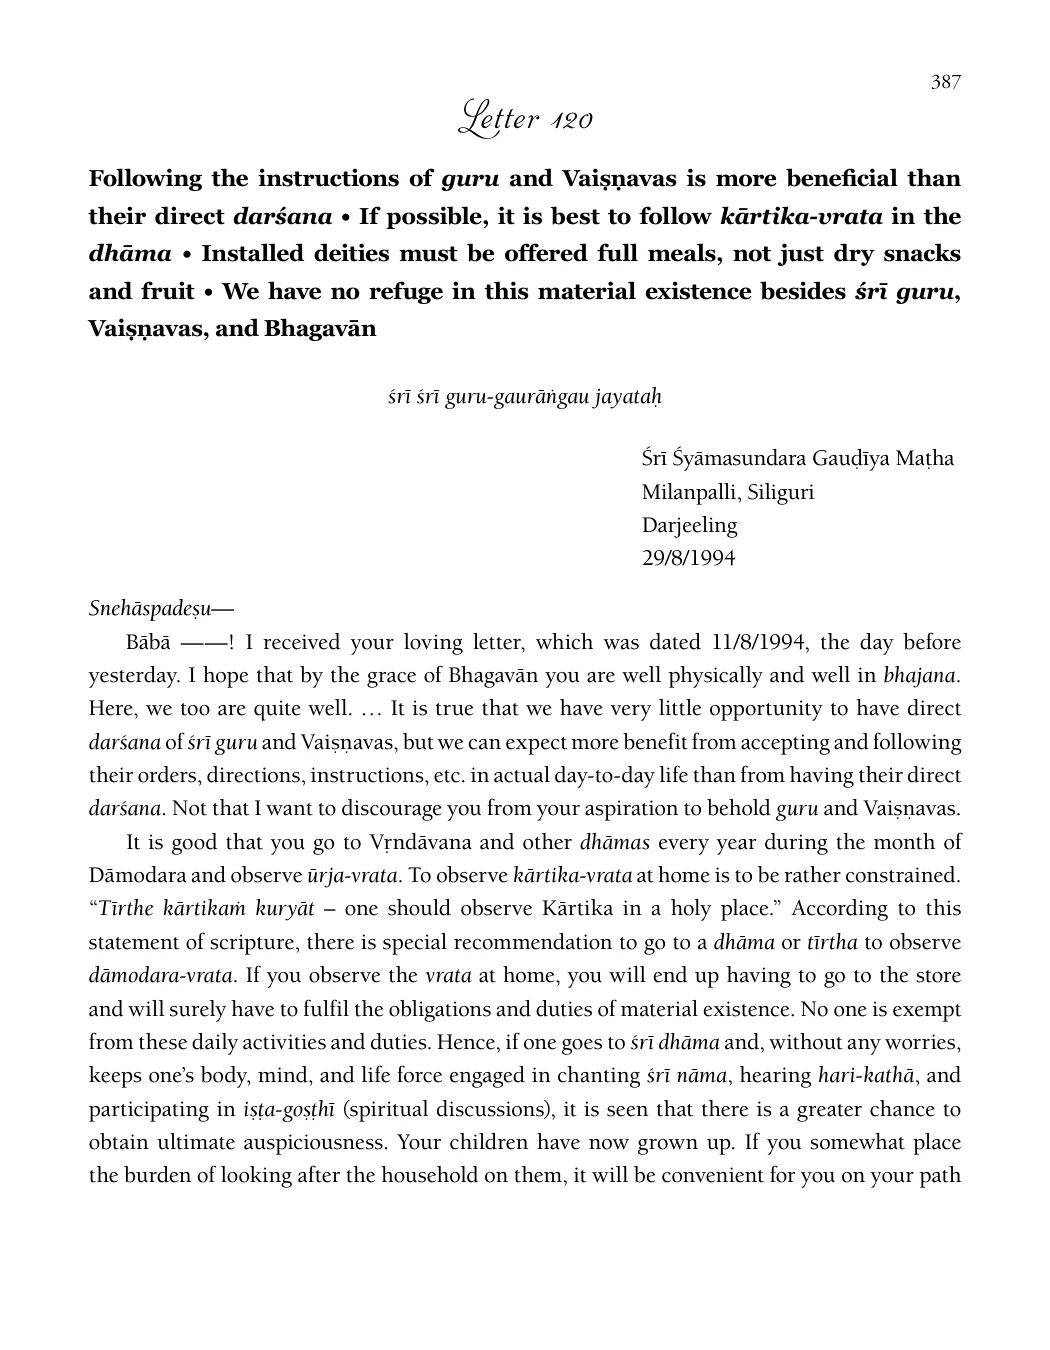 387
Letter 120
Following the instructions of guru and Vaiṣṇavas is more beneficial than
their direct darśana • If possible, it is best to follow kārtika-vrata in the
dhāma • Installed deities must be offered full meals, not just dry snacks
and fruit • We have no refuge in this material existence besides śrī guru,
Vaiṣṇavas, and Bhagavān
śrī śrī guru-gaurāṅgau jayataḥ
Śrī Śyāmasundara Gauḍīya Maṭha
Milanpalli, Siliguri
Darjeeling
29/8/1994
Snehāspadeṣu—
Bābā ——! I received your loving letter, which was dated 11/8/1994, the day before
yesterday. I hope that by the grace of Bhagavān you are well physically and well in bhajana.
Here, we too are quite well. … It is true that we have very little opportunity to have direct
darśana of śrī guru and Vaiṣṇavas, but we can expect more benefit from accepting and following
their orders, directions, instructions, etc. in actual day-to-day life than from having their direct
darśana. Not that I want to discourage you from your aspiration to behold guru and Vaiṣṇavas.
It is good that you go to Vṛndāvana and other dhāmas every year during the month of
Dāmodara and observe ūrja-vrata. To observe kārtika-vrata at home is to be rather constrained.
“Tīrthe kārtikaṁ kuryāt – one should observe Kārtika in a holy place.” According to this
statement of scripture, there is special recommendation to go to a dhāma or tīrtha to observe
dāmodara-vrata. If you observe the vrata at home, you will end up having to go to the store
and will surely have to fulfil the obligations and duties of material existence. No one is exempt
from these daily activities and duties. Hence, if one goes to śrī dhāma and, without any worries,
keeps one’s body, mind, and life force engaged in chanting śrī nāma, hearing hari-kathā, and
participating in iṣṭa-goṣṭhī (spiritual discussions), it is seen that there is a greater chance to
obtain ultimate auspiciousness. Your children have now grown up. If you somewhat place
the burden of looking after the household on them, it will be convenient for you on your path